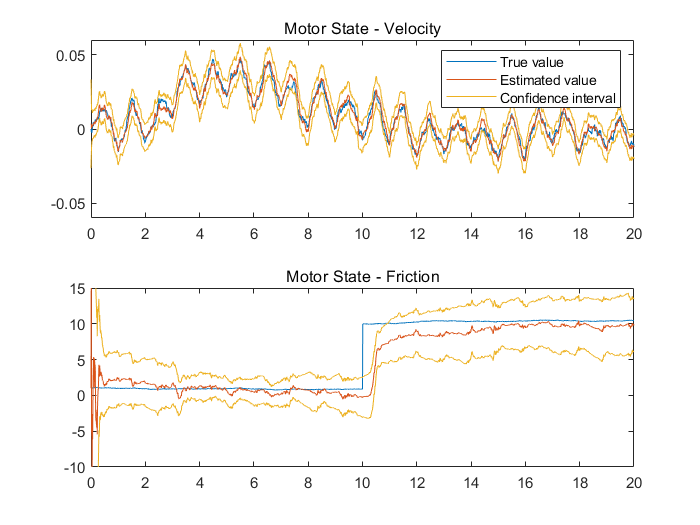 Motor State - Velocity
0.05
0
-0.05
True value
Estimated value
Confidence interval
0 2 4 6 8 10 12 14 16 18 20
Motor State - Friction
15
10
5
0
-5
-10
0 2 4 6 8 10 12 14 16 18 20